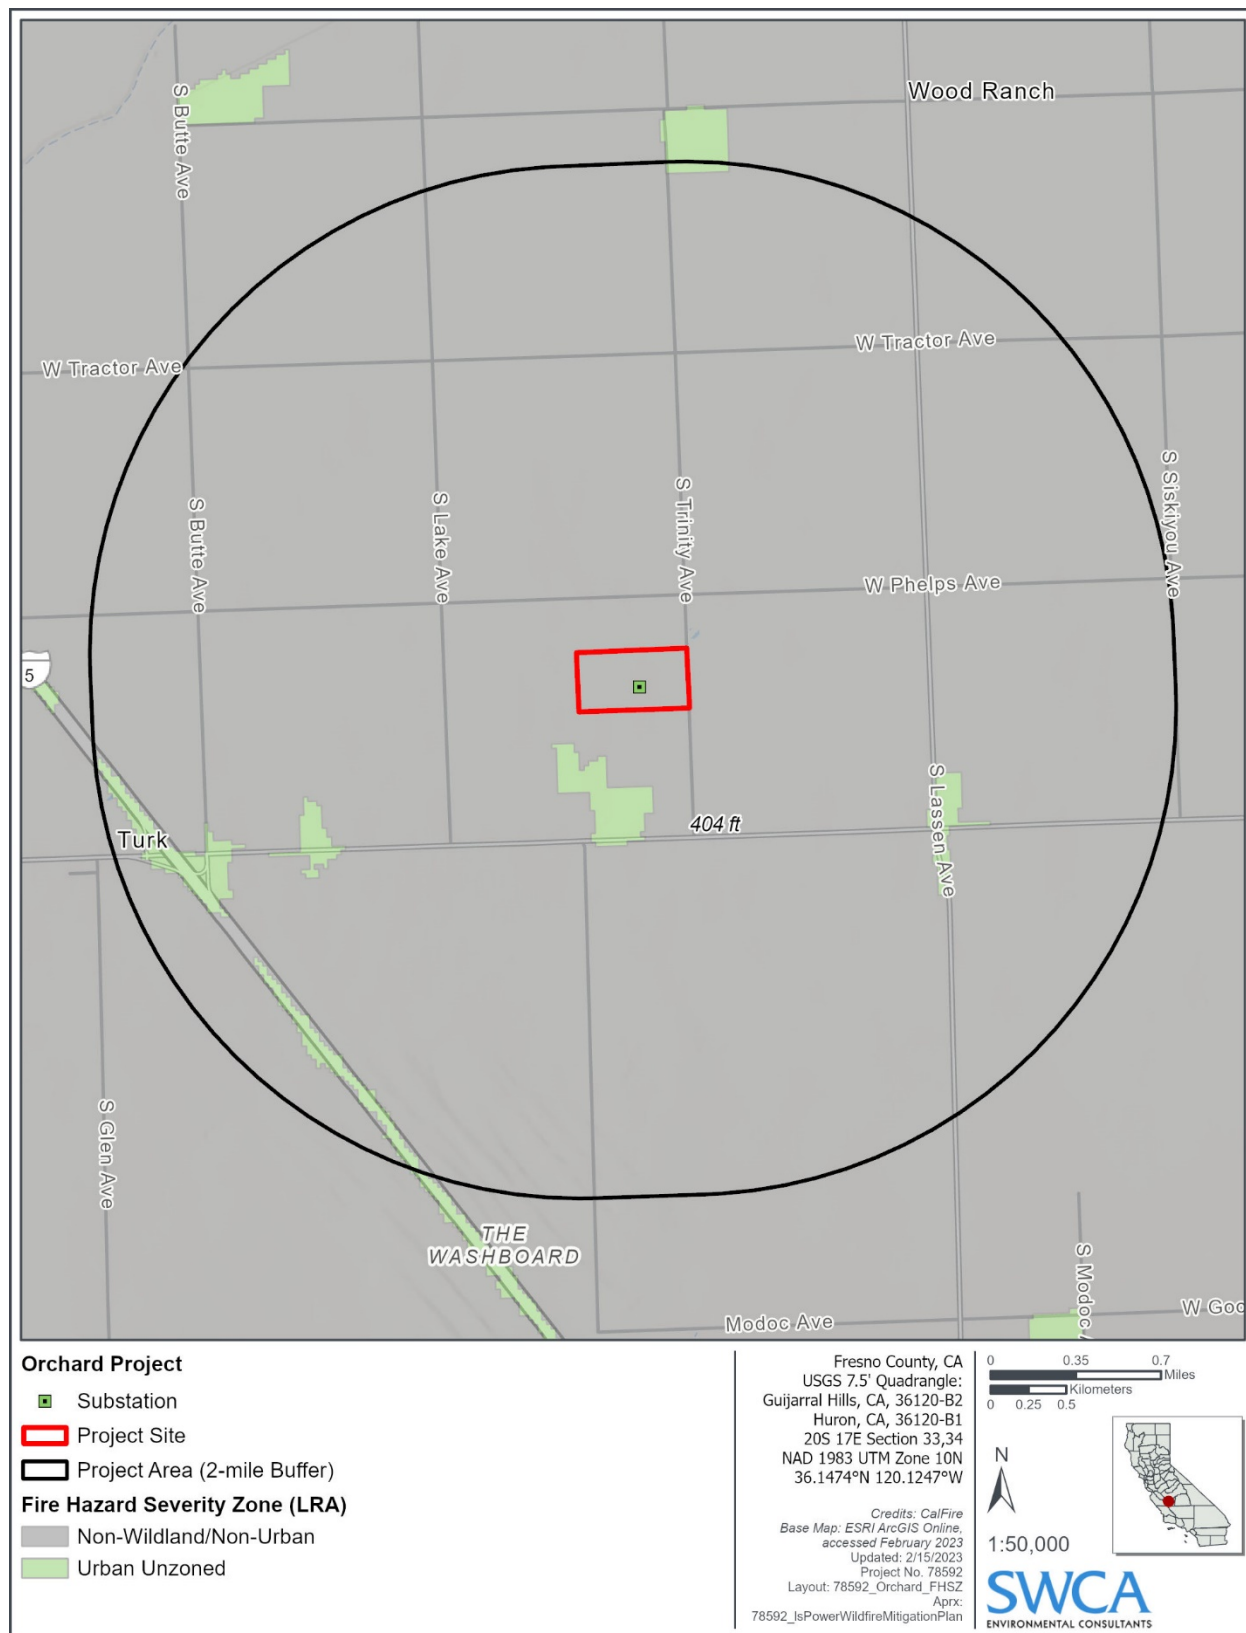 S Butte Ave
Wood Ranch
W Tractor Ave
W Tractor Ave
S Butte Ave
S Lake Ave
S Trinity Ave
S Siskiyou Ave
W Phelps Ave
5
Turk
404 ft
S Lassen Ave
S Glen Ave
THE
WASHBOARD
S Modoc
Modoc Ave
W Goo
Orchard Project
Substation
Project Site
Project Area (2-mile Buffer)
Fire Hazard Severity Zone (LRA)
Non-Wildland/Non-Urban
Urban Unzoned
Fresno County, CA
USGS 7.5' Quadrangle:
Guijarral Hills, CA, 36120-B2
Huron, CA, 36120-B1
20S 17E Section 33,34
NAD 1983 UTM Zone 10N
36.1474°N 120.1247°W
Credits: CalFire
Base Map: ESRI ArcGIS Online,
accessed February 2023
Updated: 2/15/2023
Project No. 78592
Layout: 78592_Orchard_FHSZ
Aprx:
78592_IsPowerWildfireMitigationPlan
0 0.35 0.7
Miles
Kilometers
0 0.25 0.5
N
1:50,000
SWCA
ENVIRONMENTAL CONSULTANTS